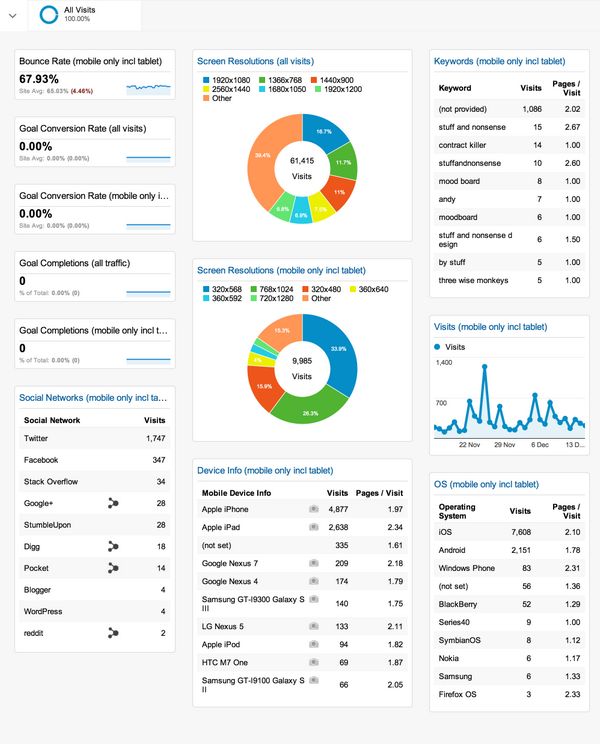 All Visits
100.00%
Bounce Rate (mobile only incl tablet)
67.93%
Site Avg: 65.03% (4.46%)
Goal Conversion Rate (all visits)
0.00%
Site Avg: 0.00% (0.00%)
Goal Conversion Rate (mobile only i...
0.00%
Site Avg: 0.00% (0.00%)
Goal Completions (all traffic)
0
% of Total: 0.00% (0)
Goal Completions (mobile only incl t...
0
% of Total: 0.00% (0)
Social Networks (mobile only incl ta...
Social Network Visits
Twitter 1,747
Facebook 347
Stack Overflow 34
Google+ 28
StumbleUpon 28
Digg 18
Pocket 14
Blogger 4
WordPress 4
reddit 2
Screen Resolutions (all visits)
1920x1080 1366x768 1440x900
2560x1440 1680x1050 1920x1200
Other
16.7%
11.7%
11%
7.5%
6.9%
39.4%
61,415
Visits
Screen Resolutions (mobile only incl tablet)
320x568 768x1024 320x480 360x640
360x592 720x1280 Other
33.9%
26.3%
15.9%
4%
15.3%
9,985
Visits
Device Info (mobile only incl tablet)
Mobile Device Info Visits Pages / Visit
Apple iPhone 4,877 1.97
Apple iPad 2,638 2.34
(not set) 335 1.61
Google Nexus 7 209 2.18
Google Nexus 4 174 1.79
Samsung GT-I9300 Galaxy S
III 140 1.75
LG Nexus 5 133 2.11
Apple iPod 94 1.82
HTC M7 One 69 1.87
Samsung GT-I9100 Galaxy S
II 66 2.05
Keywords (mobile only incl tablet)
Keyword Visits Pages /
Visit
(not provided) 1,086 2.02
stuff and nonsense 15 2.67
contract killer 14 1.00
stuffandnonsense 10 2.60
mood board 8 1.00
andy 7 1.00
moodboard 6 1.00
stuff and nonsense d
esign 6 1.50
by stuff 5 1.00
three wise monkeys 5 1.00
Visits (mobile only incl tablet)
Visits
1,400
700
22 Nov 29 Nov 6 Dec 13 D...
OS (mobile only incl tablet)
Operating
System Visits Pages /
Visit
iOS 7,608 2.10
Android 2,151 1.78
Windows Phone 83 2.31
(not set) 56 1.36
BlackBerry 52 1.29
Series40 9 1.00
SymbianOS 8 1.12
Nokia 6 1.17
Samsung 6 1.33
Firefox OS 3 2.33